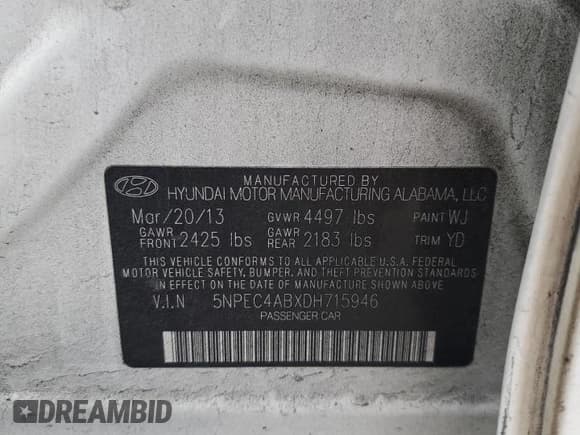 MANUFACTURED BY
HYUNDAI MOTOR MANUFACTURING ALABAMA, LLC
Mar/20/13 GVWR 4497 lbs PAINT WJ
GAWR FRONT 2425 lbs GAWR REAR 2183 lbs TRIM YD
THIS VEHICLE CONFORMS TO ALL APPLICABLE U.S.A. FEDERAL
MOTOR VEHICLE SAFETY, BUMPER, AND THEFT PREVENTION STANDARDS
IN EFFECT ON THE DATE OF MANUFACTURE SHOWN ABOVE.
V.I.N 5NPEC4ABXDH715946
PASSENGER CAR
DREAMBID